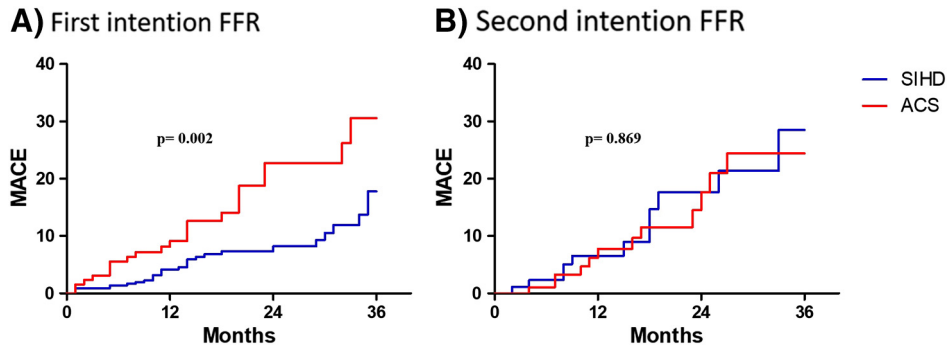 A) First intention FFR
40
30
20
10
0
MACE
p= 0.002
0 12 24 36
Months
B) Second intention FFR
40
30
20
10
0
MACE
p= 0.869
0 12 24 36
Months
SIHD
ACS